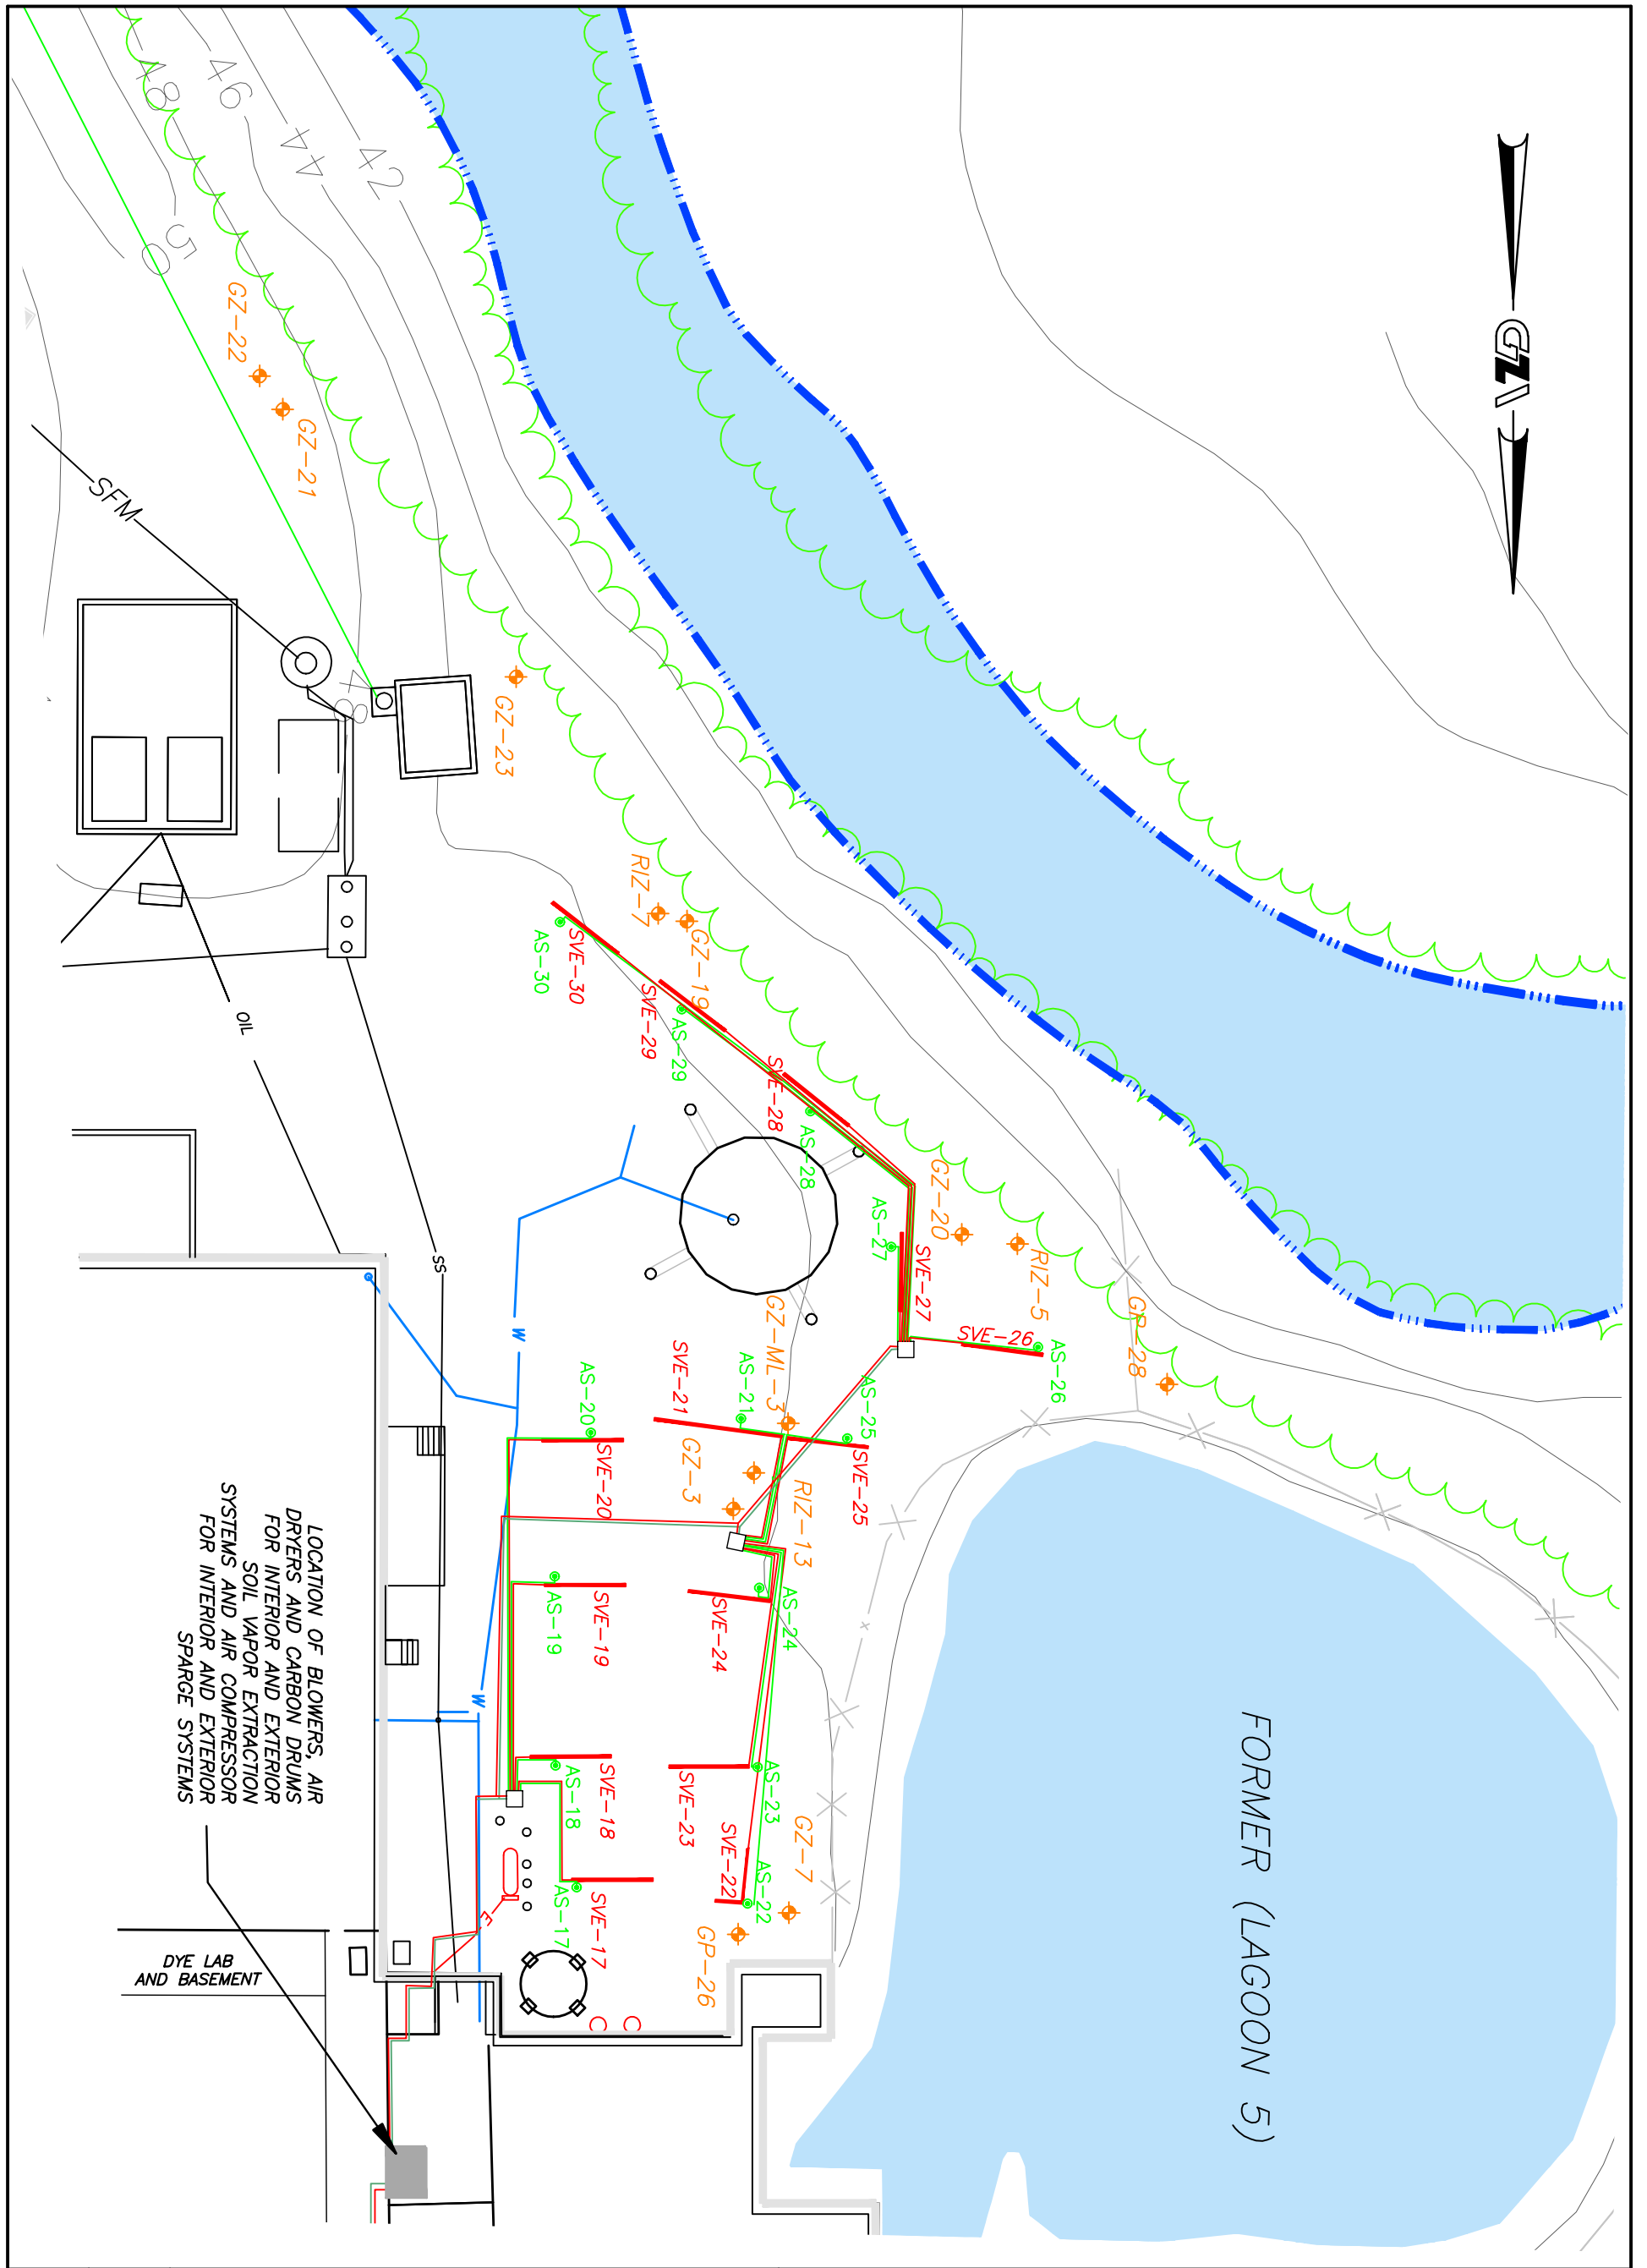 GZA
48
46
44
42
50
48
GZ-22
GZ-21
SFM
GZ-23
RIZ-7
GZ-19
SVE-30
AS-30
SVE-29
AS-29
SVE-28
AS-28
GZ-20
RIZ-5
AS-27
SVE-27
SVE-26
AS-26
GP-28
OIL
SS
W
GZ-ML-3
SVE-21
AS-21
AS-25
SVE-25
AS-20
SVE-20
GZ-3
RIZ-13
AS-19
SVE-19
SVE-24
AS-24
W
AS-18
SVE-18
SVE-23
AS-23
SVE-22
AS-22
GZ-7
E
AS-17
SVE-17
GP-26
FORMER (LAGOON 5)
LOCATION OF BLOWERS, AIR
DRYERS AND CARBON DRUMS
FOR INTERIOR AND EXTERIOR
SOIL VAPOR EXTRACTION
SYSTEMS AND AIR COMPRESSOR
FOR INTERIOR AND EXTERIOR
SPARGE SYSTEMS
DYE LAB
AND BASEMENT